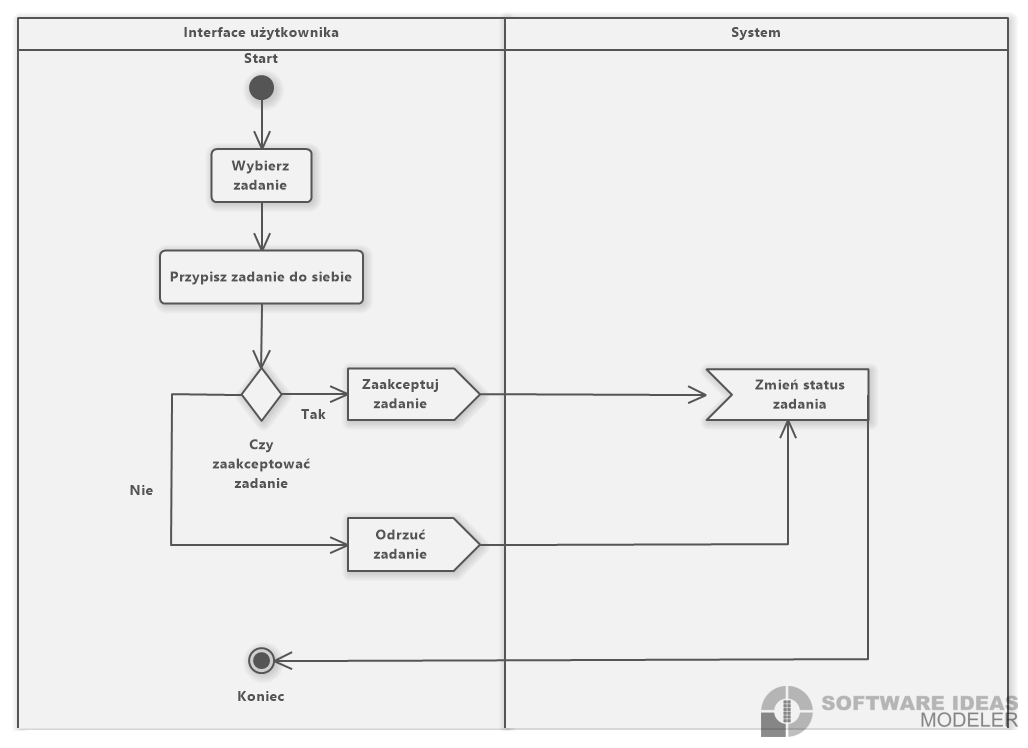 Interface użytkownika
System
Start
Wybierz
zadanie
Przypisz zadanie do siebie
Zaakceptuj
zadanie
Zmień status
zadania
Tak
Czy
zaakceptować
zadanie
Nie
Odrzuć
zadanie
Koniec
SOFTWARE IDEAS
MODELER